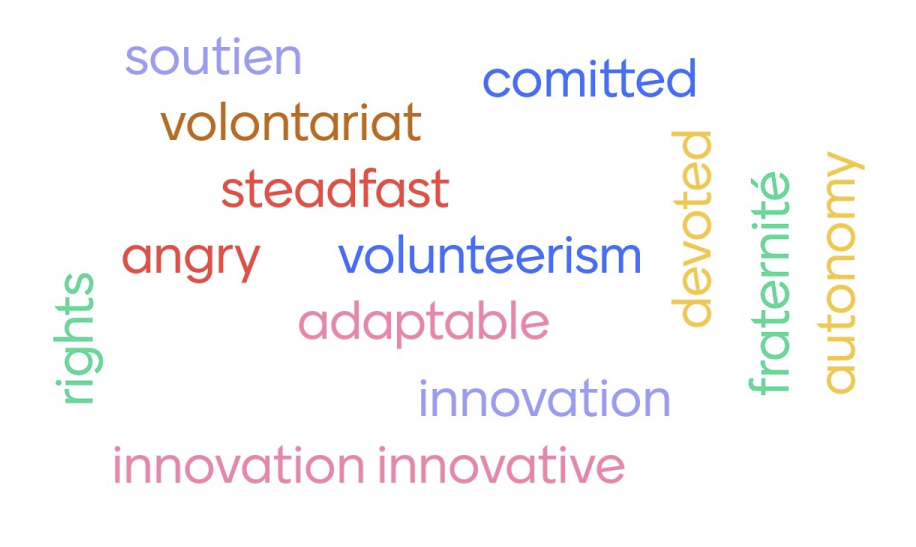 soutien
comitted
volontariat
steadfast
devoted
fraternité
autonomy
angry
volunteerism
rights
adaptable
innovation
innovation innovative